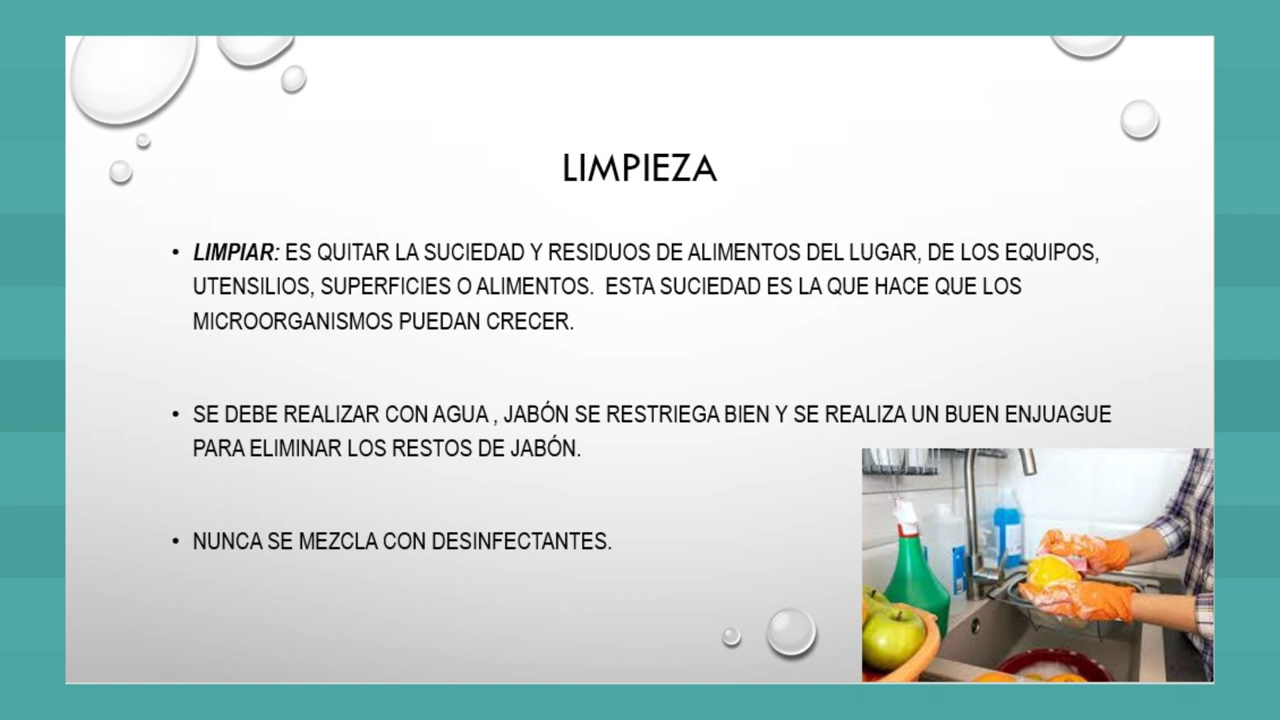 LIMPIEZA
• LIMPIAR: ES QUITAR LA SUCIEDAD Y RESIDUOS DE ALIMENTOS DEL LUGAR, DE LOS EQUIPOS,
UTENSILIOS, SUPERFICIES O ALIMENTOS. ESTA SUCIEDAD ES LA QUE HACE QUE LOS
MICROORGANISMOS PUEDAN CRECER.
• SE DEBE REALIZAR CON AGUA , JABÓN SE RESTRIEGA BIEN Y SE REALIZA UN BUEN ENJUAGUE
PARA ELIMINAR LOS RESTOS DE JABÓN.
• NUNCA SE MEZCLA CON DESINFECTANTES.